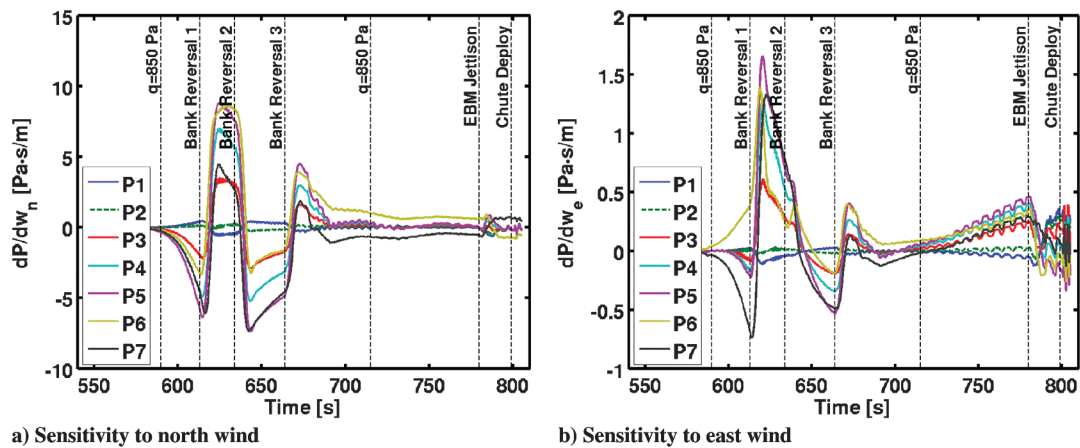 15
10
5
0
-5
-10
dP/dwn [Pa·s/m]
q=850 Pa
Bank Reversal 1
Bank Reversal 2
Bank Reversal 3
q=850 Pa
EBM Jettison
Chute Deploy
P1
P2
P3
P4
P5
P6
P7
550 600 650 700 750 800
Time [s]
a) Sensitivity to north wind
2
1.5
1
0.5
0
-0.5
-1
dP/dwe [Pa·s/m]
q=850 Pa
Bank Reversal 1
Bank Reversal 2
Bank Reversal 3
q=850 Pa
EBM Jettison
Chute Deploy
P1
P2
P3
P4
P5
P6
P7
550 600 650 700 750 800
Time [s]
b) Sensitivity to east wind